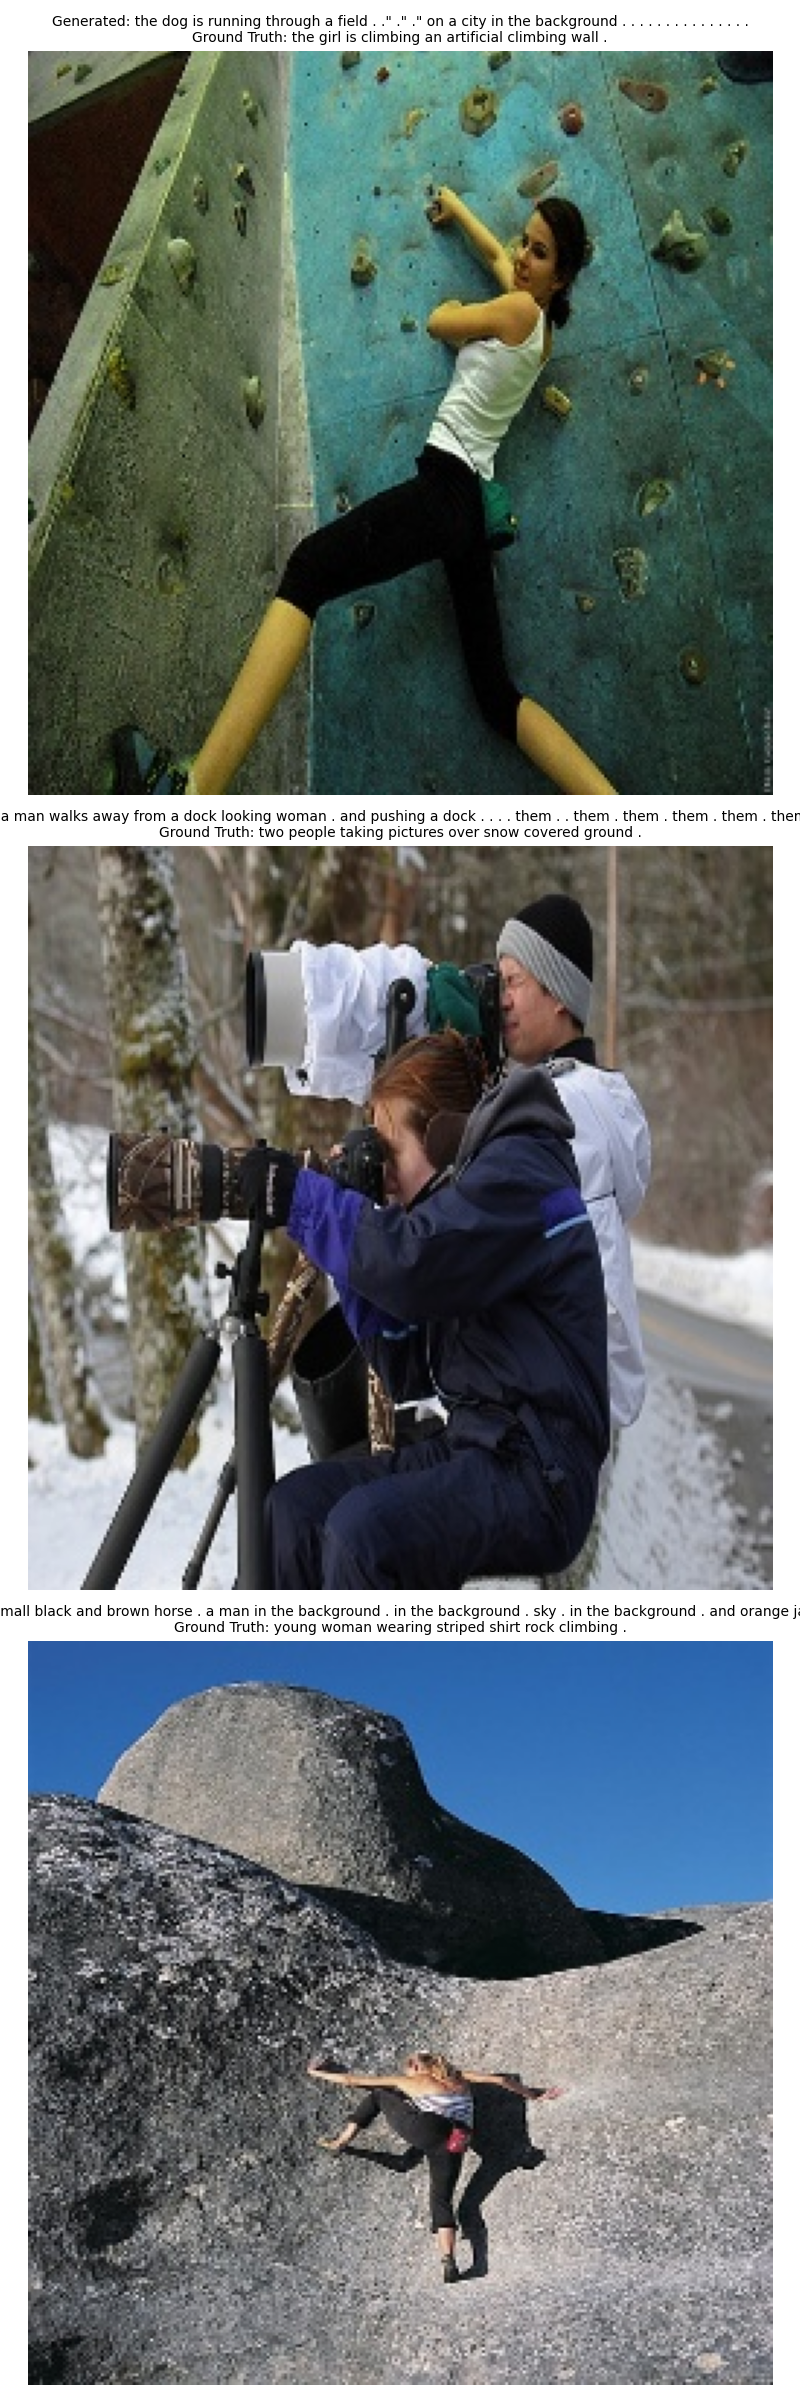 Generated: the dog is running through a field . ." ." ." on a city in the background . . . . . . . . . . . . . . .
Ground Truth: the girl is climbing an artificial climbing wall .
a man walks away from a dock looking woman . and pushing a dock . . . . them . . them . them . them . them . then
Ground Truth: two people taking pictures over snow covered ground .
mall black and brown horse . a man in the background . in the background . sky . in the background . and orange ja
Ground Truth: young woman wearing striped shirt rock climbing .